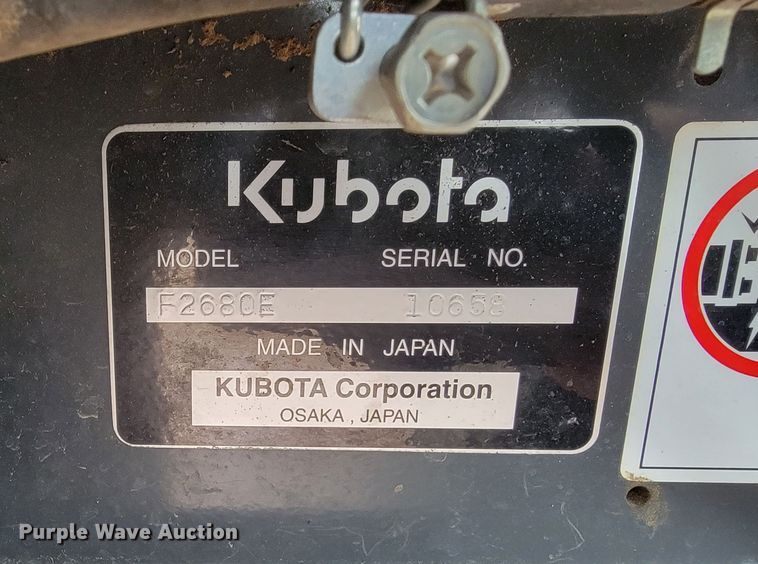 Kubota
MODEL SERIAL NO.
F2680E 10658
MADE IN JAPAN
KUBOTA Corporation
OSAKA , JAPAN
Purple Wave Auction